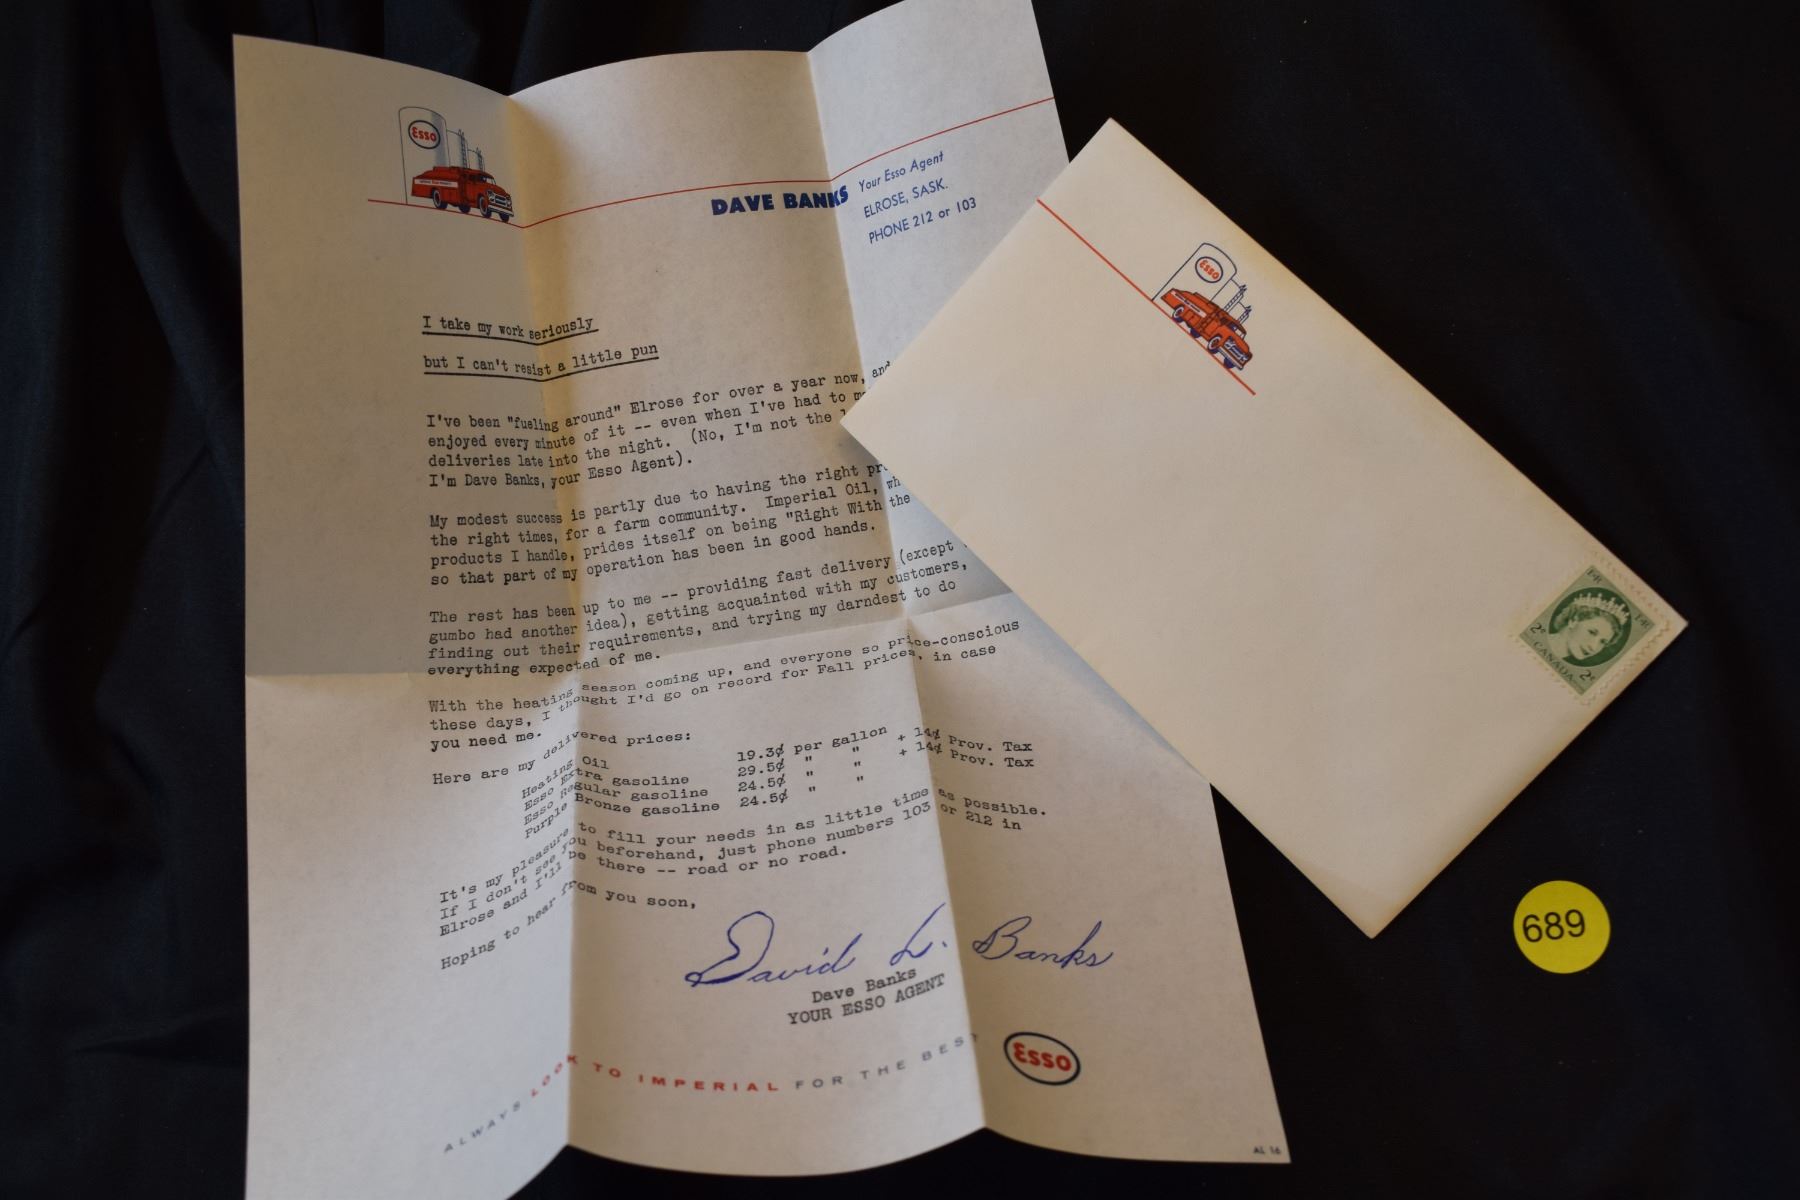 Esso
DAVE BANKS
Your Esso Agent
ELROSE, SASK.
PHONE 212 or 103
I take my work seriously
but I can't resist a little pun
I've been "fueling around" Elrose for over a year now, and
enjoyed every minute of it -- even when I've had to
deliveries late into the night. (No, I'm not the
I'm Dave Banks, your Esso Agent).
My modest success is partly due to having the right
the right times, for a farm community. Imperial Oil,
products I handle, prides itself on being "Right With the
so that part of my operation has been in good hands.
The rest has been up to me -- providing fast delivery (except
gumbo had another idea), getting acquainted with my customers,
finding out their requirements, and trying my darndest to do
everything expected of me.
With the heating season coming up, and everyone so price-conscious
these days, I thought I'd go on record for Fall prices, in case
you need me.
Here are my delivered prices:
Heating Oil 19.3¢ per gallon
Esso Extra gasoline 29.5¢ " " + 14¢ Prov. Tax
Esso Regular gasoline 24.5¢ " " + 14¢ Prov. Tax
Purple Bronze gasoline 24.5¢ " "
It's my pleasure to fill your needs in as little time as possible.
If I don't see you beforehand, just phone numbers 103 or 212 in
Elrose and I'll be there -- road or no road.
Hoping to hear from you soon,
David L. Banks
Dave Banks
YOUR ESSO AGENT
ALWAYS LOOK TO IMPERIAL FOR THE BEST
Esso
AL 16
Esso
2¢
CANADA
2¢
689